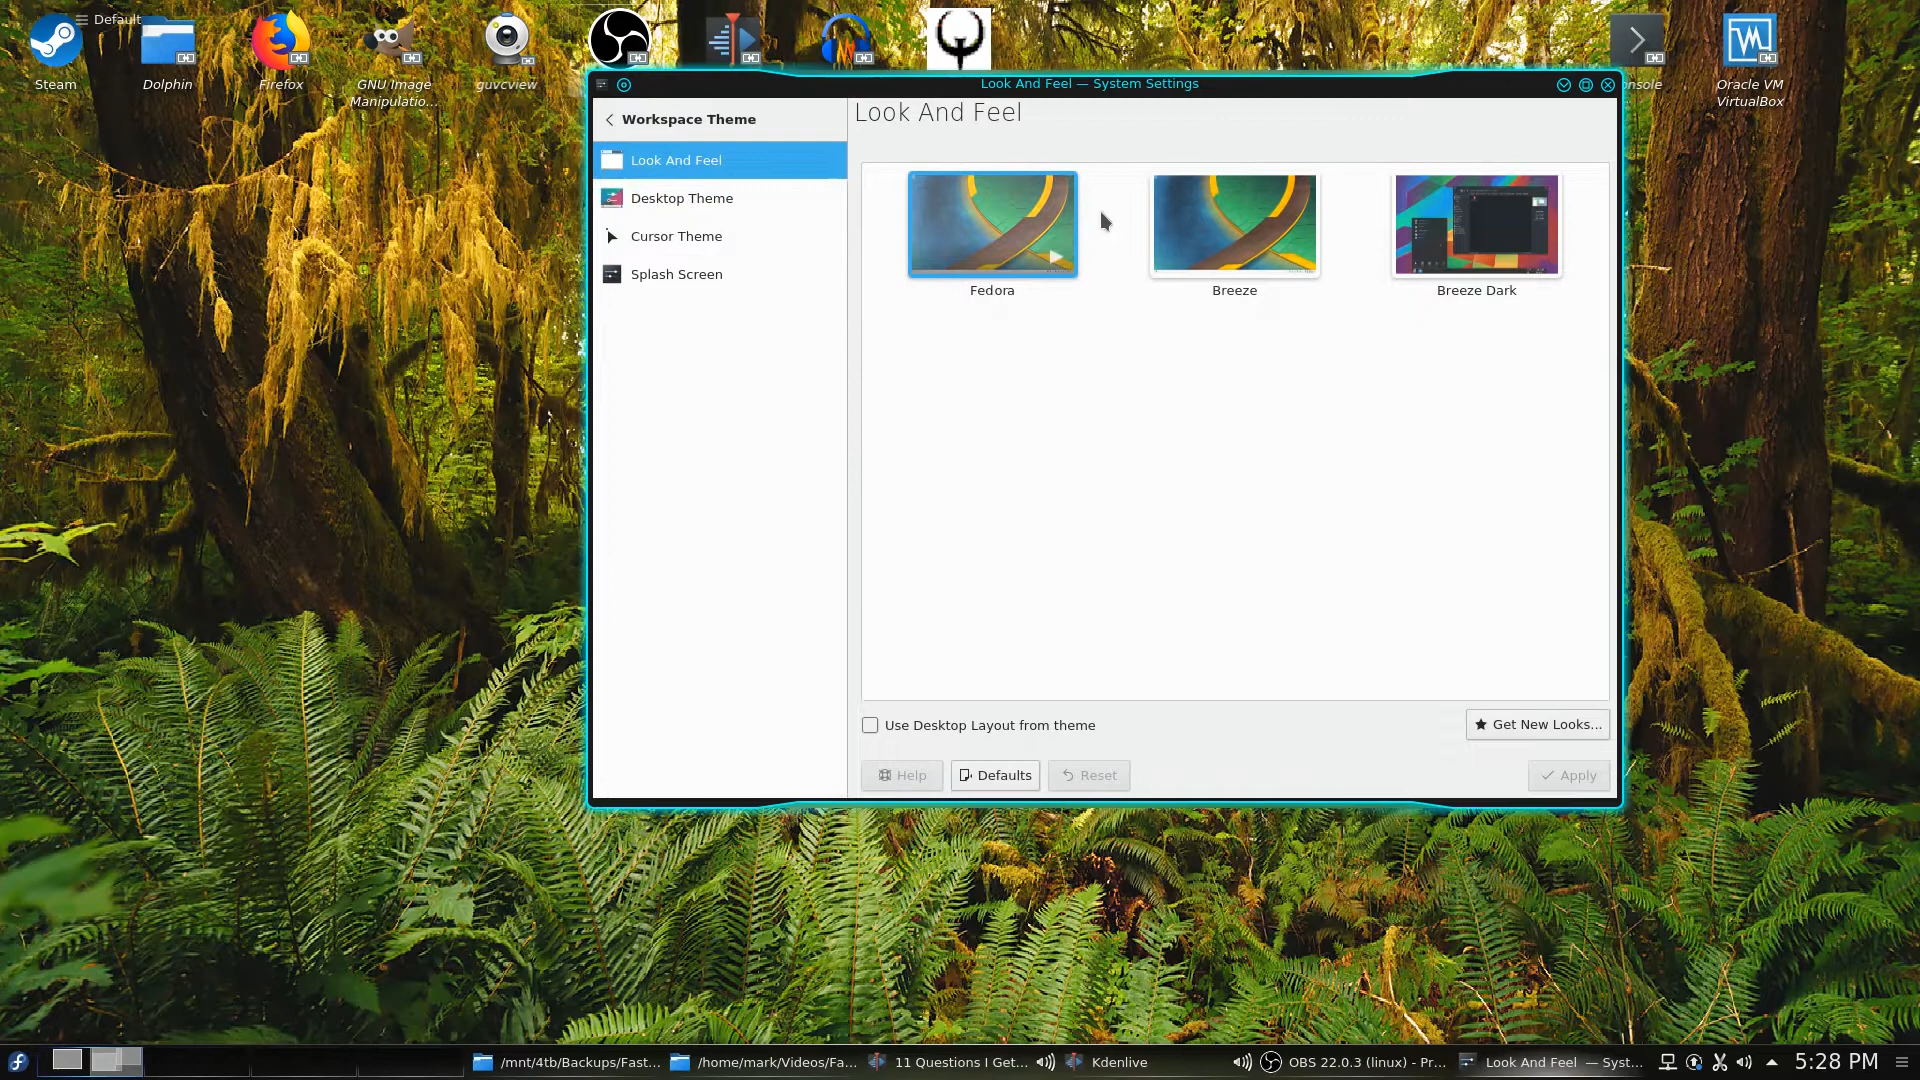 Default
Steam
Dolphin
Firefox
GNU Image
Manipulatio...
guvcview
onsole
Oracle VM
VirtualBox
Look And Feel — System Settings
Workspace Theme
Look And Feel
Desktop Theme
Cursor Theme
Splash Screen
Look And Feel
Fedora
Breeze
Breeze Dark
Use Desktop Layout from theme
Get New Looks...
Help
Defaults
Reset
Apply
/mnt/4tb/Backups/Fast...
/home/mark/Videos/Fa...
11 Questions I Get...
Kdenlive
OBS 22.0.3 (linux) - Pr...
Look And Feel — Syst...
5:28 PM